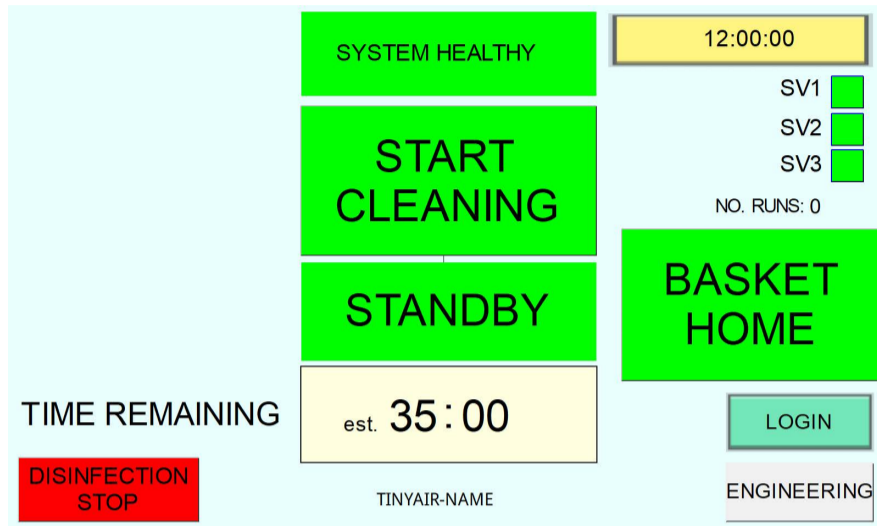 SYSTEM HEALTHY
12:00:00
SV1
SV2
SV3
START
CLEANING
NO. RUNS: 0
BASKET
HOME
STANDBY
TIME REMAINING
est. 35:00
LOGIN
DISINFECTION
STOP
TINYAIR-NAME
ENGINEERING